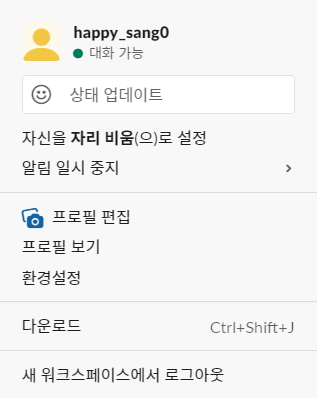 happy_sang0
대화 가능
상태 업데이트
자신을 자리 비움(으)로 설정
알림 일시 중지
프로필 편집
프로필 보기
환경설정
다운로드 Ctrl+Shift+J
새 워크스페이스에서 로그아웃